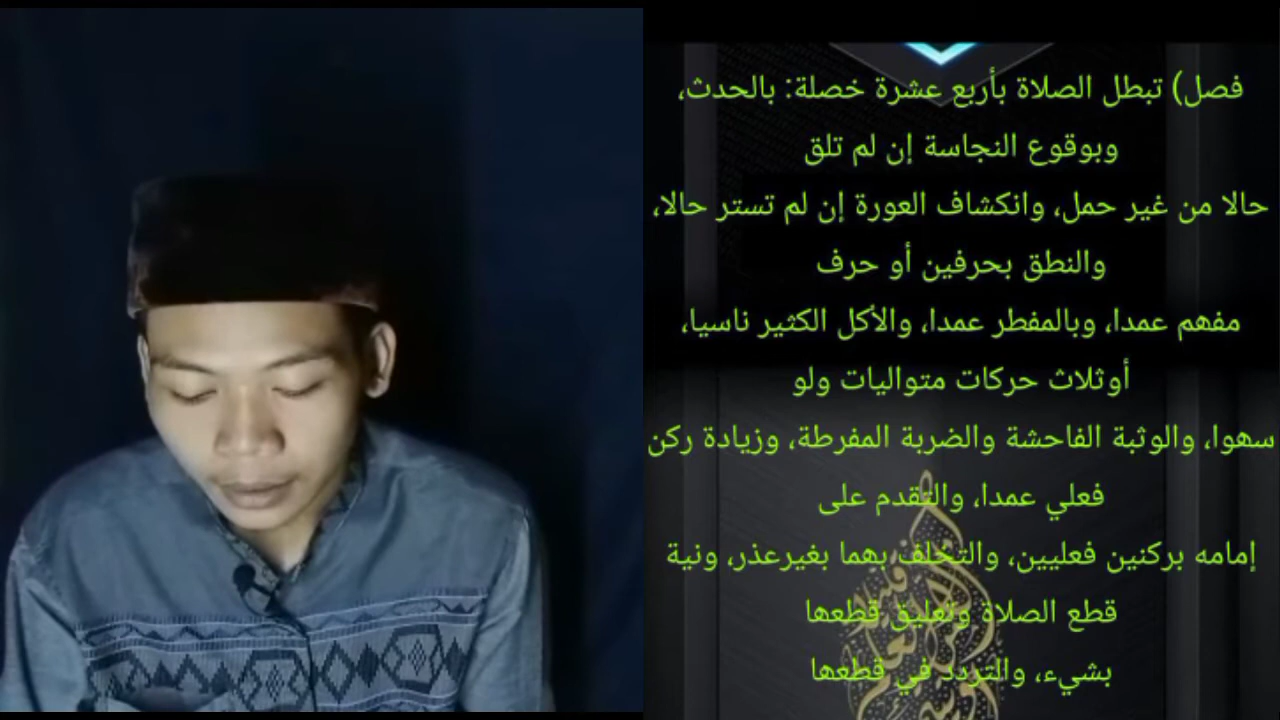 فصل) تبطل الصلاة بأربع عشرة خصلة: بالحدث،
وبوقوع النجاسة إن لم تلق
حالا من غير حمل، وانكشاف العورة إن لم تستر حالا،
والنطق بحرفين أو حرف
مفهم عمدا، وبالمفطر عمدا، والأكل الكثير ناسيا،
أوثلاث حركات متواليات ولو
سهوا، والوثبة الفاحشة والضربة المفرطة، وزيادة ركن
فعلي عمدا، والتقدم على
إمامه بركنين فعليين، والتخلف بهما بغيرعذر، ونية
قطع الصلاة وتعليق قطعها
بشيء، والتردد في قطعها